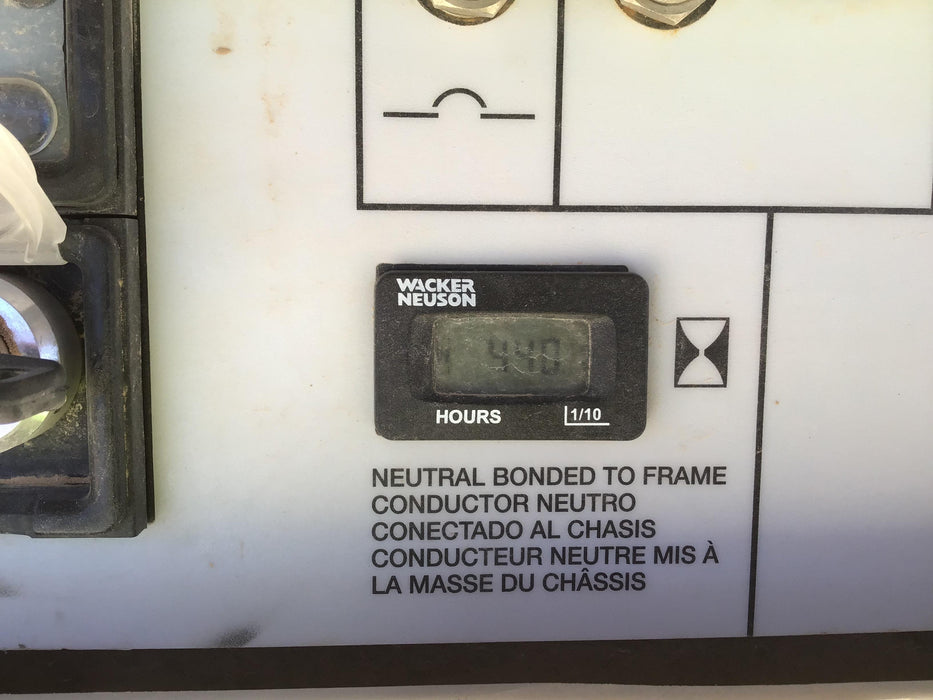 WACKER
NEUSON
440
HOURS 1/10
NEUTRAL BONDED TO FRAME
CONDUCTOR NEUTRO
CONECTADO AL CHASIS
CONDUCTEUR NEUTRE MIS À
LA MASSE DU CHÂSSIS